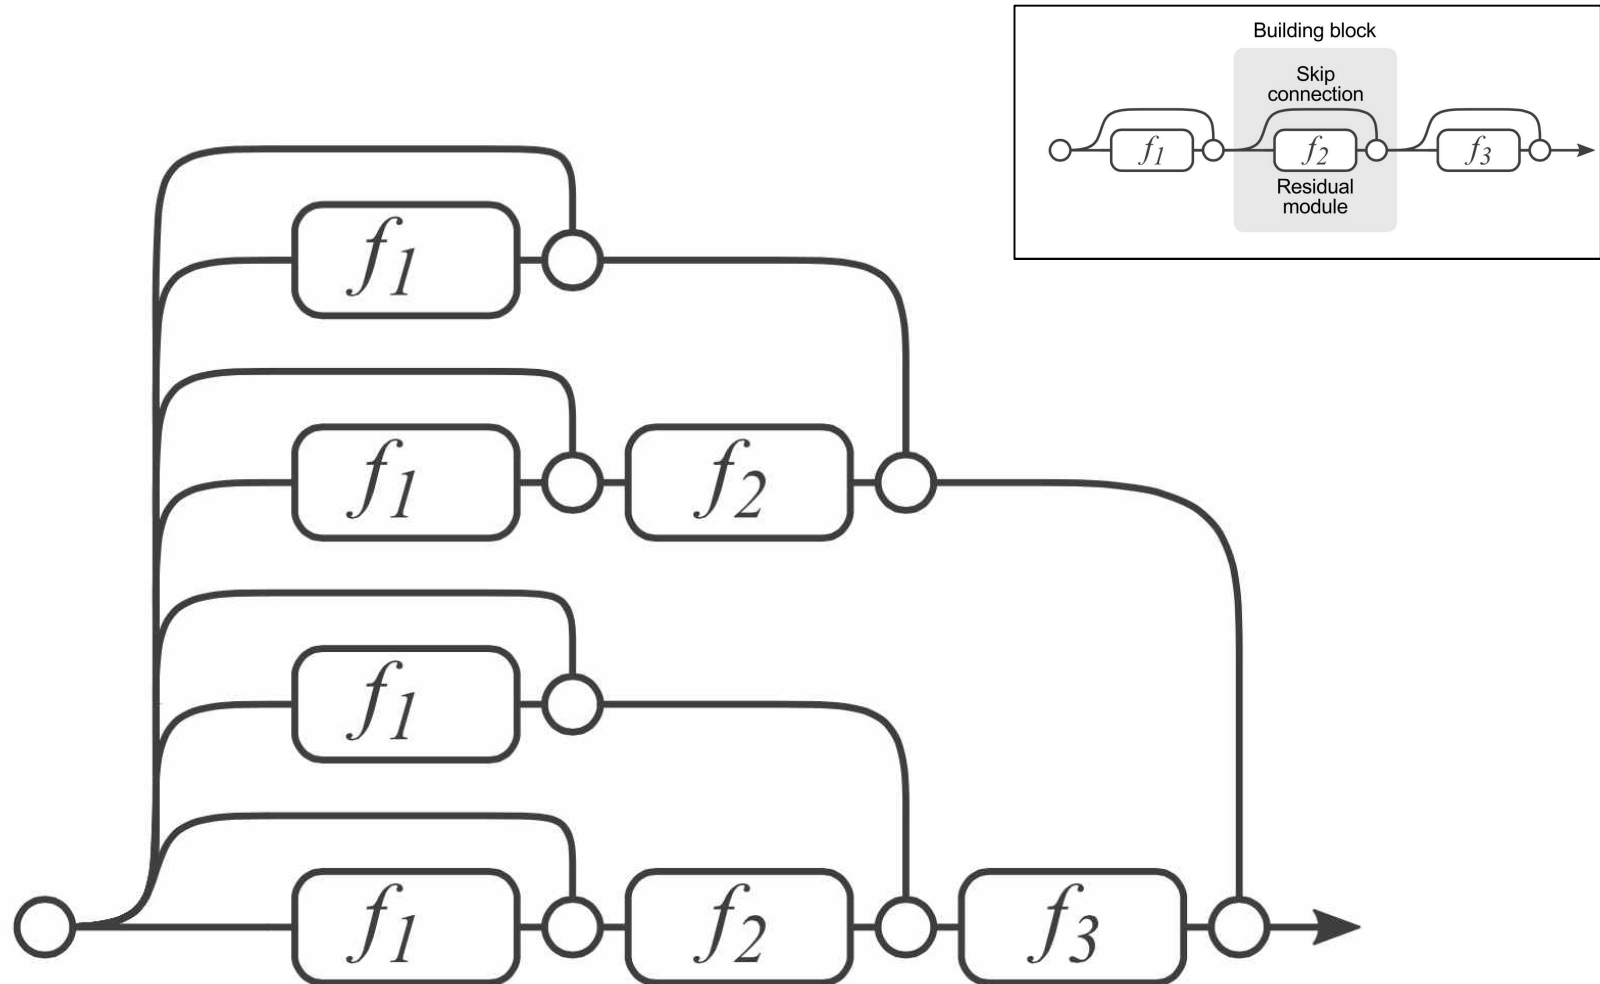 Building block
Skip
connection
f1 f2 f3
Residual
module
f1
f1 f2
f1
f1 f2 f3